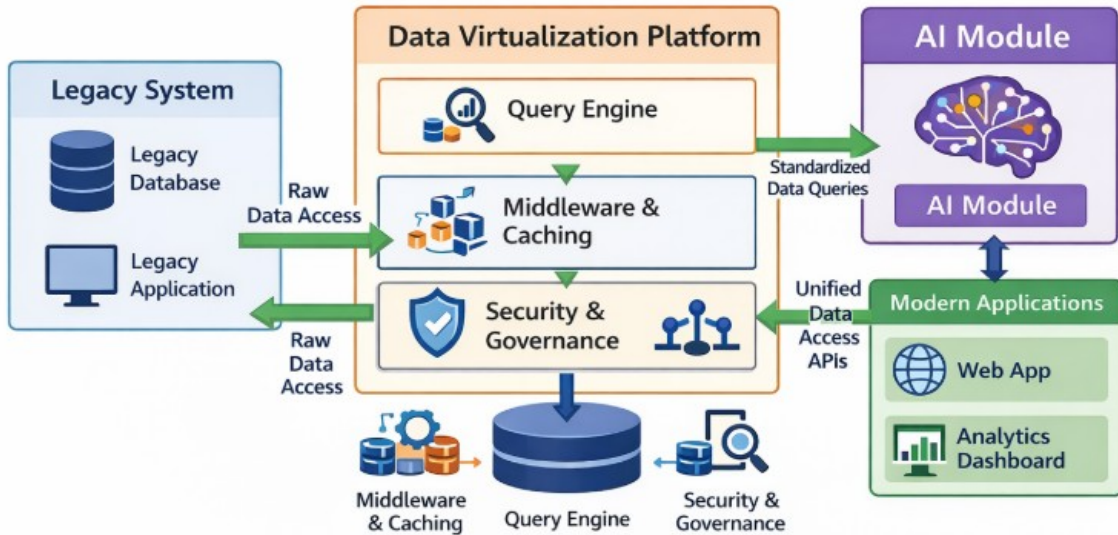 Data Virtualization Platform
AI Module
Legacy System
Query Engine
Legacy
Database
Standardized
Data Queries
AI Module
Raw
Data Access
Middleware &
Caching
Legacy
Application
Raw
Data
Access
Security &
Governance
Unified
Data
Access
APIs
Modern Applications
Web App
Analytics
Dashboard
Middleware
& Caching
Query Engine
Security &
Governance